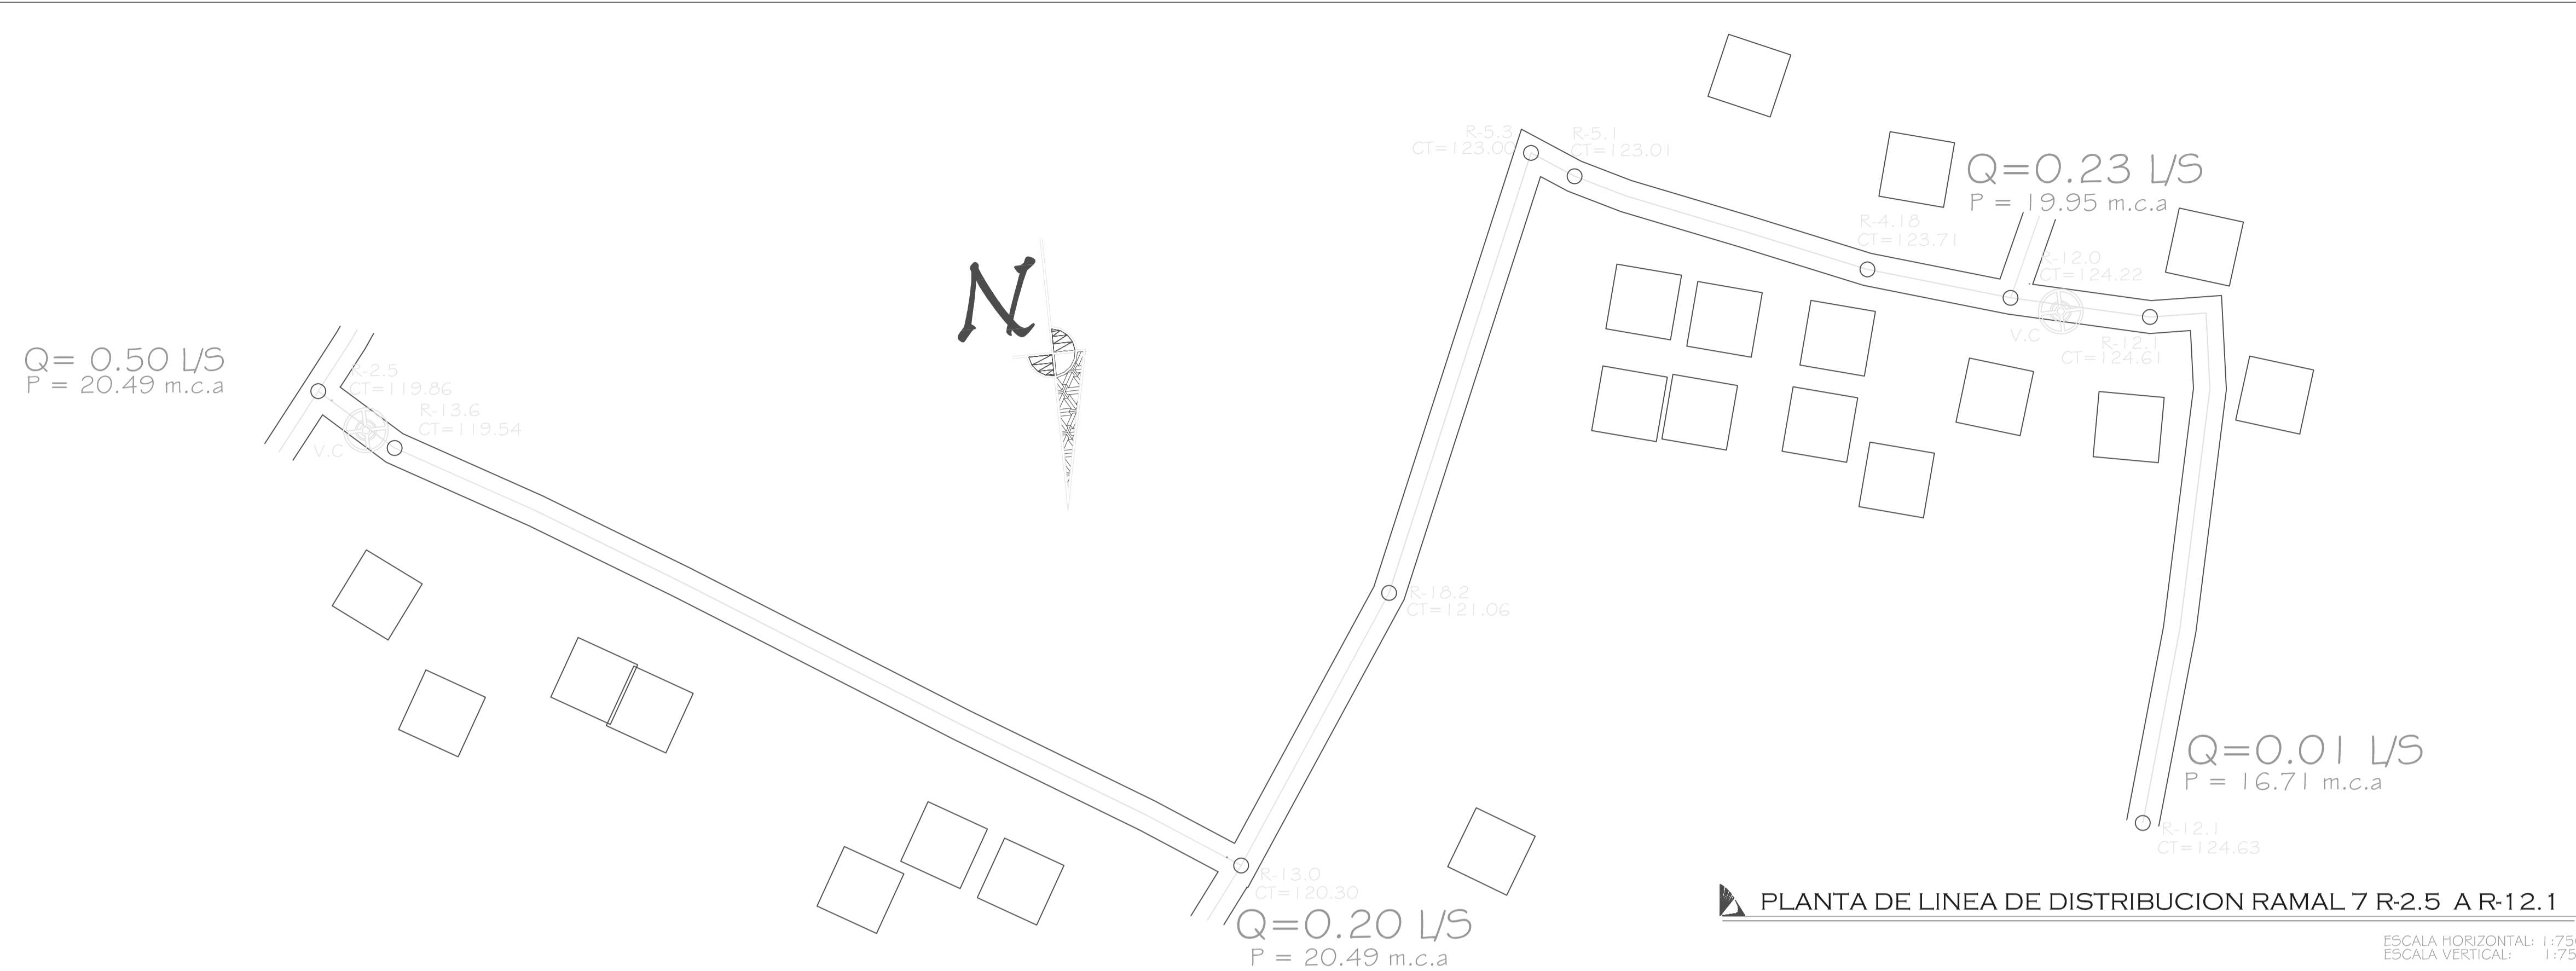 R-5.3
CT=123.00
R-5.1
CT=123.01
Q=0.23 L/S
P = 19.95 m.c.a
R-4.18
CT=123.71
R-12.0
CT=124.22
V.C
R-12.1
CT=124.61
N
Q= 0.50 L/S
P = 20.49 m.c.a
R-2.5
CT=119.86
R-13.6
CT=119.54
V.C
R-18.2
CT=121.06
Q=0.01 L/S
P = 16.71 m.c.a
R-12.1
CT=124.63
R-13.0
CT=120.30
Q=0.20 L/S
P = 20.49 m.c.a
PLANTA DE LINEA DE DISTRIBUCION RAMAL 7 R-2.5 A R-12.1
ESCALA HORIZONTAL:
ESCALA VERTICAL: